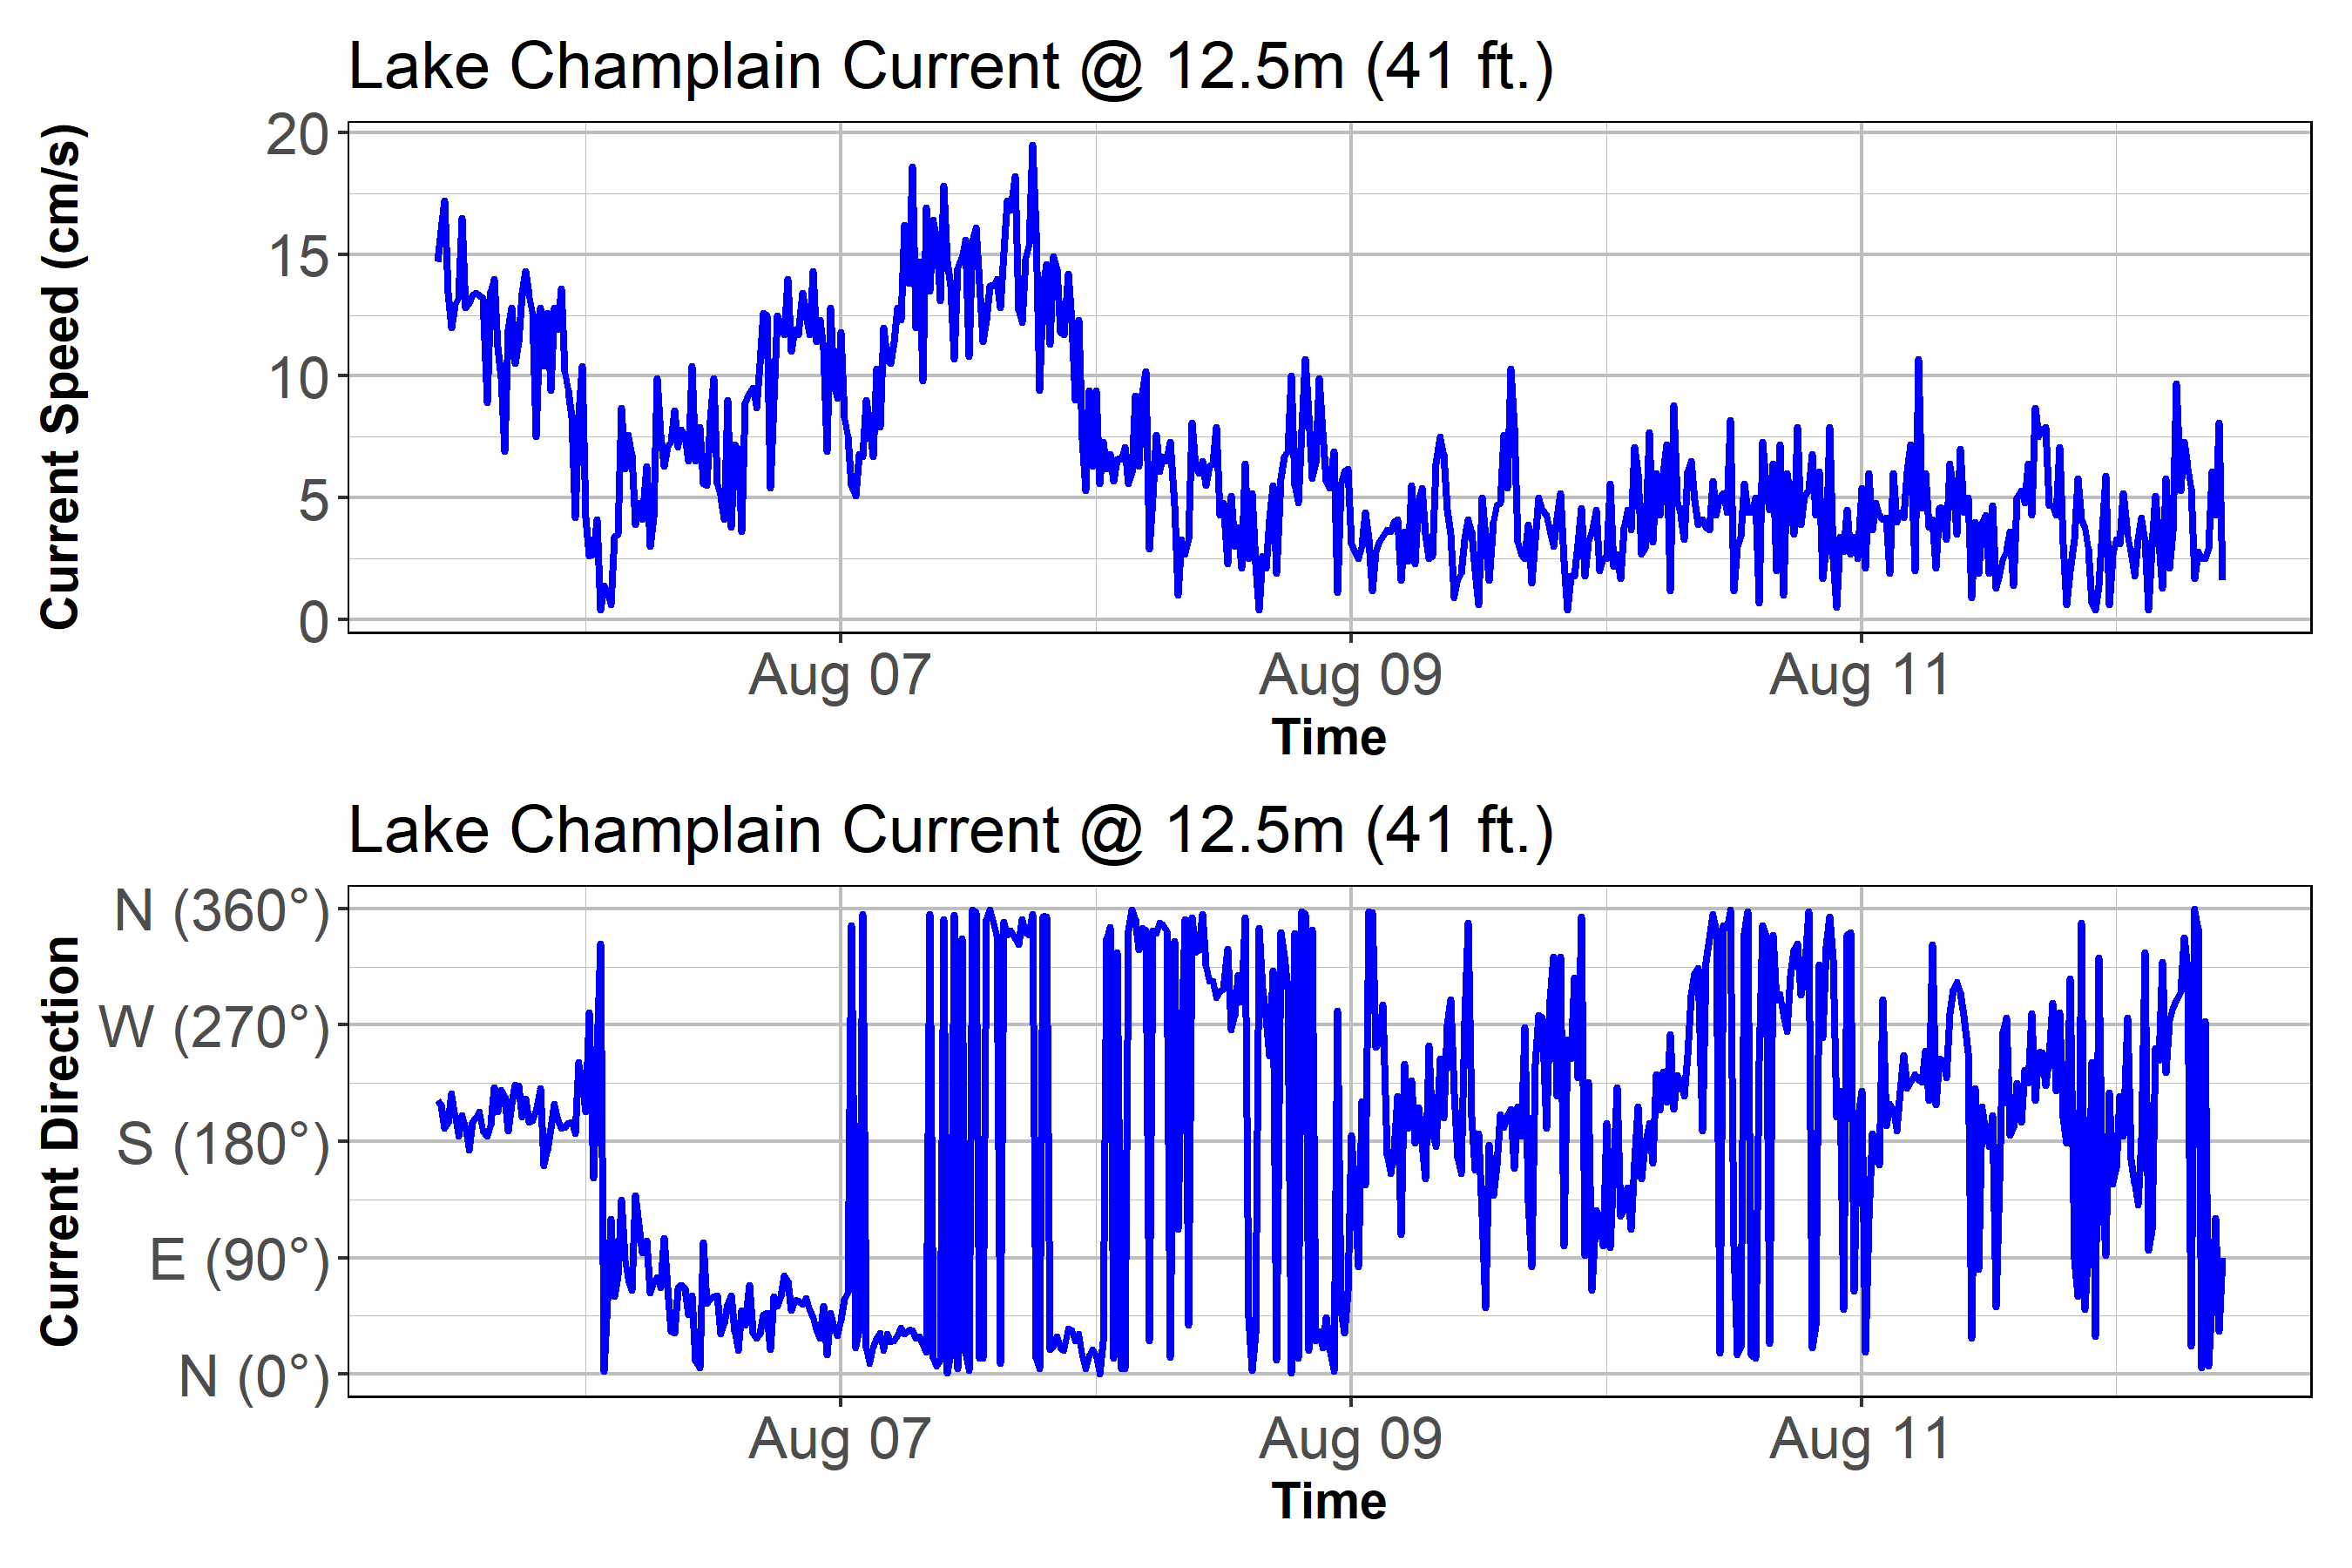 Lake Champlain Current @ 12.5m (41 ft.)
Current Speed (cm/s)
20
15
10
5
0
Aug 07 Aug 09 Aug 11
Time
Lake Champlain Current @ 12.5m (41 ft.)
Current Direction
N (360°)
W (270°)
S (180°)
E (90°)
N (0°)
Aug 07 Aug 09 Aug 11
Time